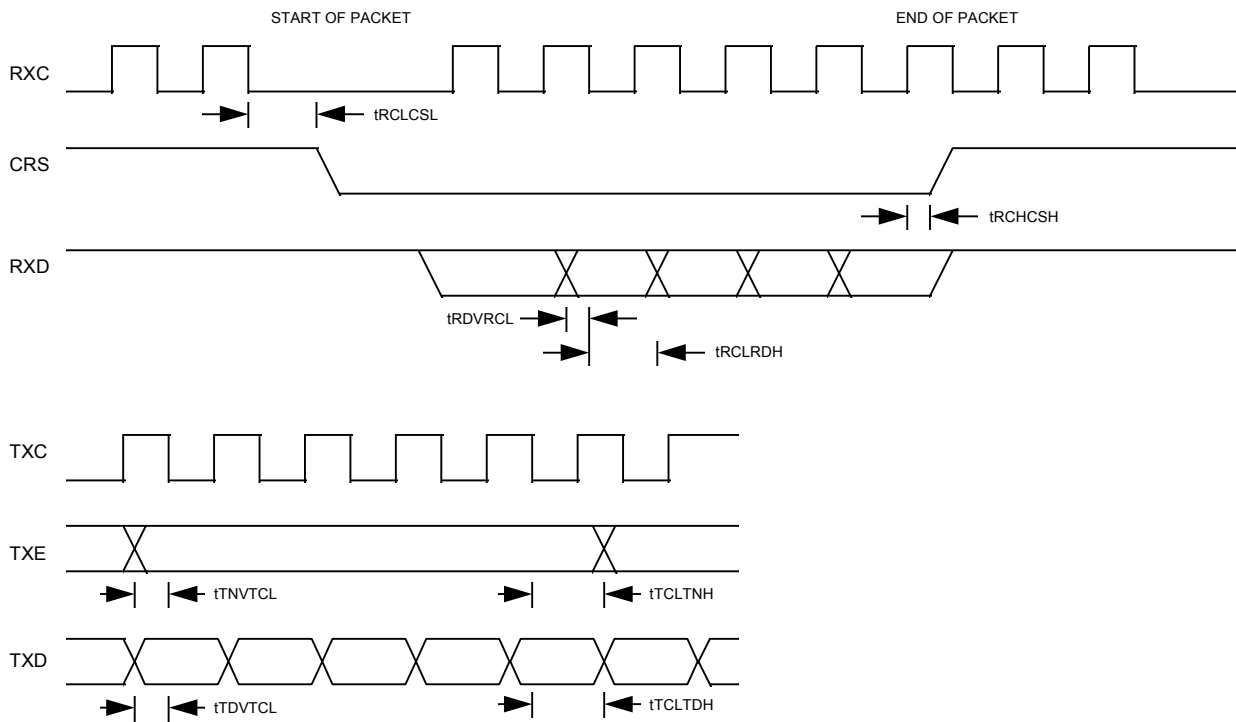 START OF PACKET
END OF PACKET
RXC
tRCLCSL
CRS
tRCHCSH
RXD
tRDVRCL
tRCLRDH
TXC
TXE
tTNVTCL
tTCLTNH
TXD
tTDVTCL
tTCLTDH